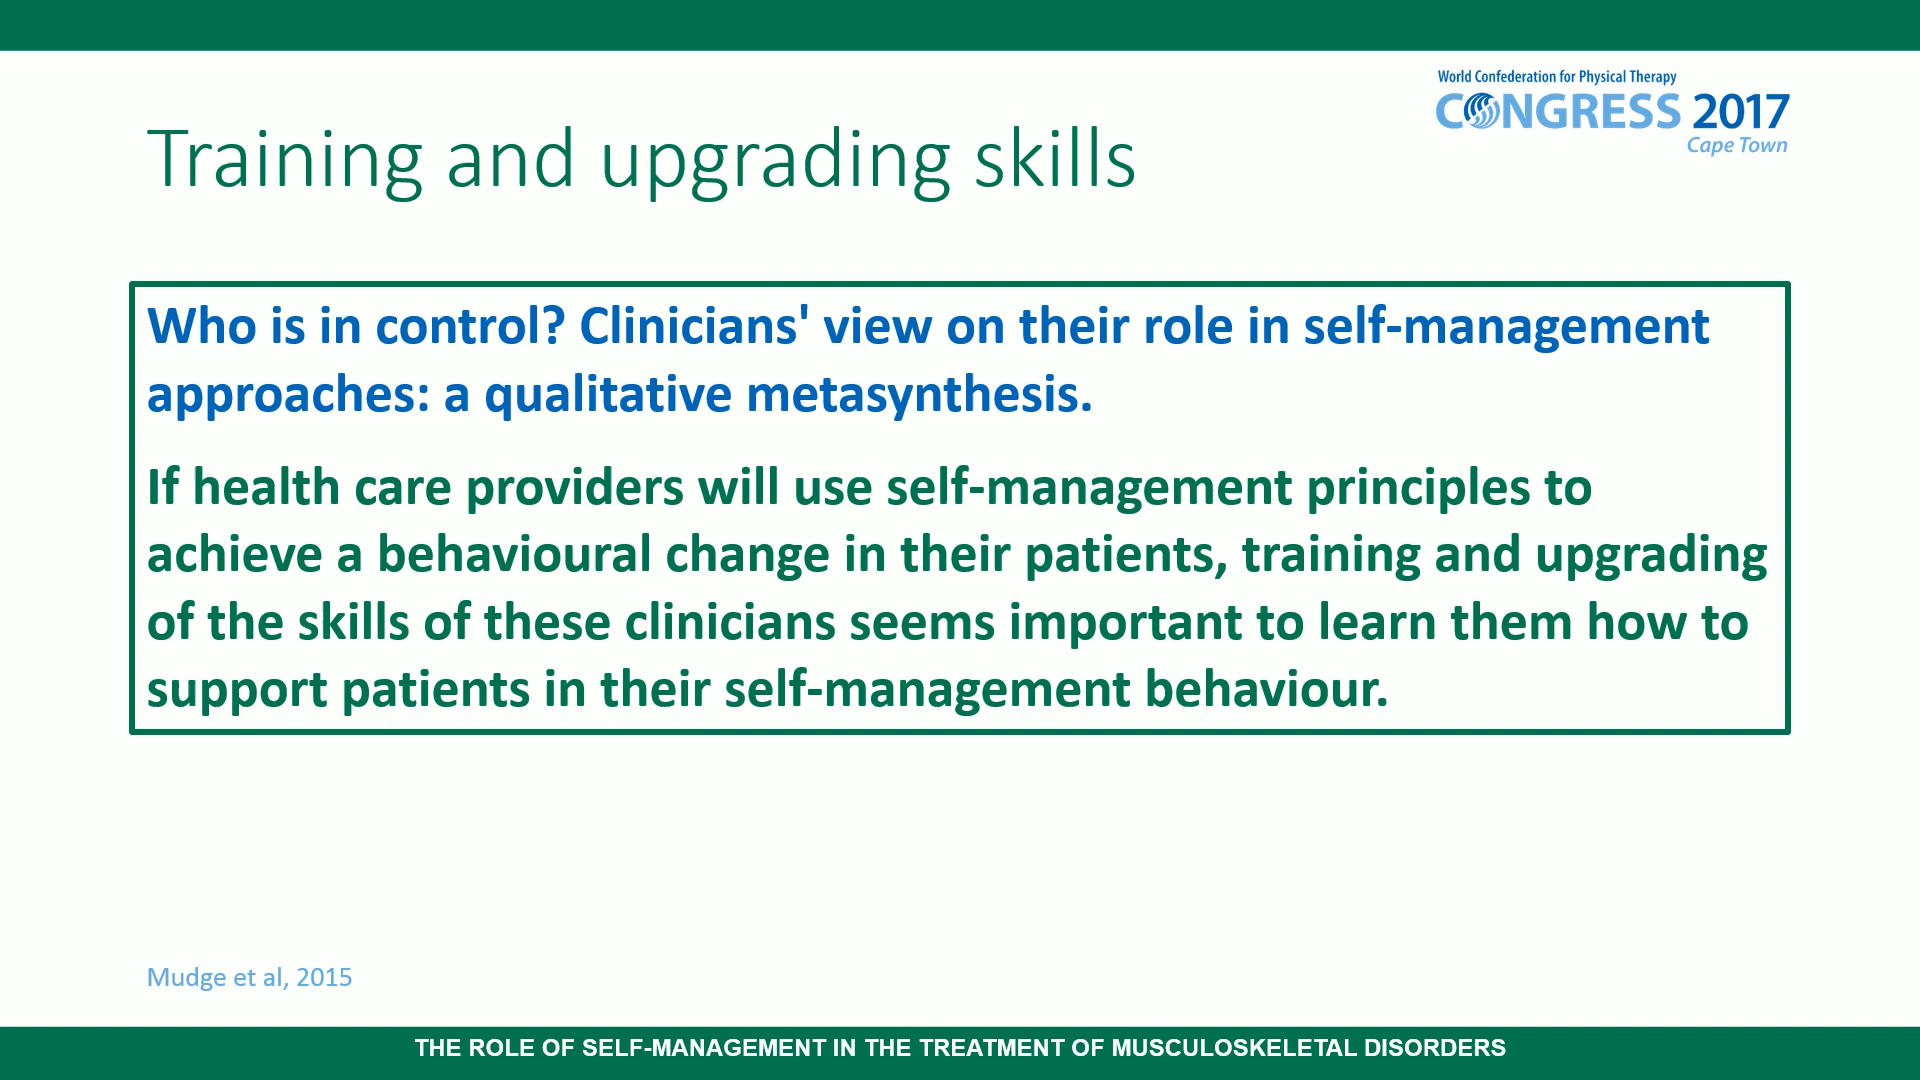 World Confederation for Physical Therapy
CONGRESS 2017
Cape Town
Training and upgrading skills
Who is in control? Clinicians' view on their role in self-management
approaches: a qualitative metasynthesis.
If health care providers will use self-management principles to
achieve a behavioural change in their patients, training and upgrading
of the skills of these clinicians seems important to learn them how to
support patients in their self-management behaviour.
Mudge et al, 2015
THE ROLE OF SELF-MANAGEMENT IN THE TREATMENT OF MUSCULOSKELETAL DISORDERS